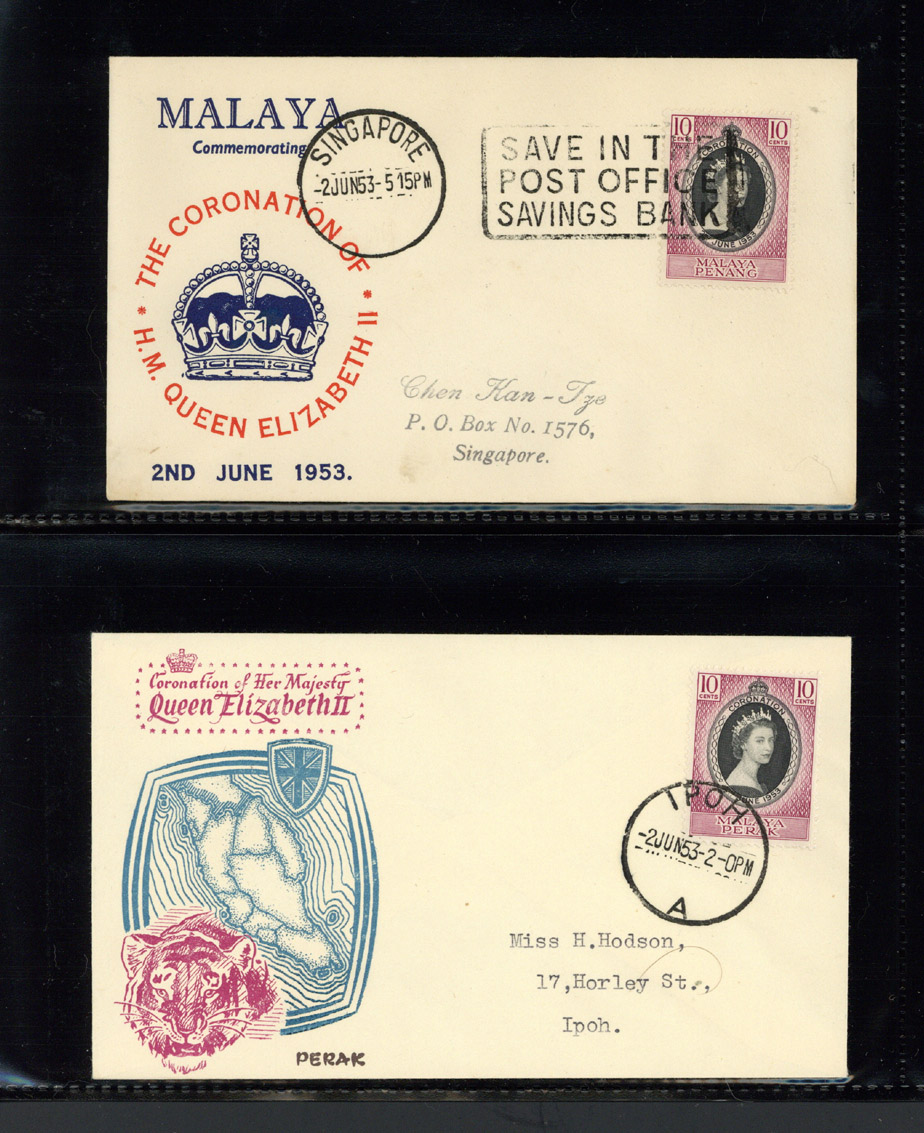 MALAYA
Commemorating
THE CORONATION OF
* H.M. QUEEN ELIZABETH II *
2ND JUNE 1953.
SINGAPORE
-2JUN53-5 15PM
SAVE IN THE
POST OFFICE
SAVINGS BANK
10 CENTS 10 CENTS
CORONATION
JUNE 1953
MALAYA
PENANG
Chen Kan-Tze
P. O. Box No. 1576,
Singapore.
Coronation of Her Majesty
Queen Elizabeth II
PERAK
10 CENTS 10 CENTS
CORONATION
JUNE 1953
MALAYA
PERAK
IPOH
-2JUN53-2-0PM
A
Miss H.Hodson,
17,Horley St.,
Ipoh.